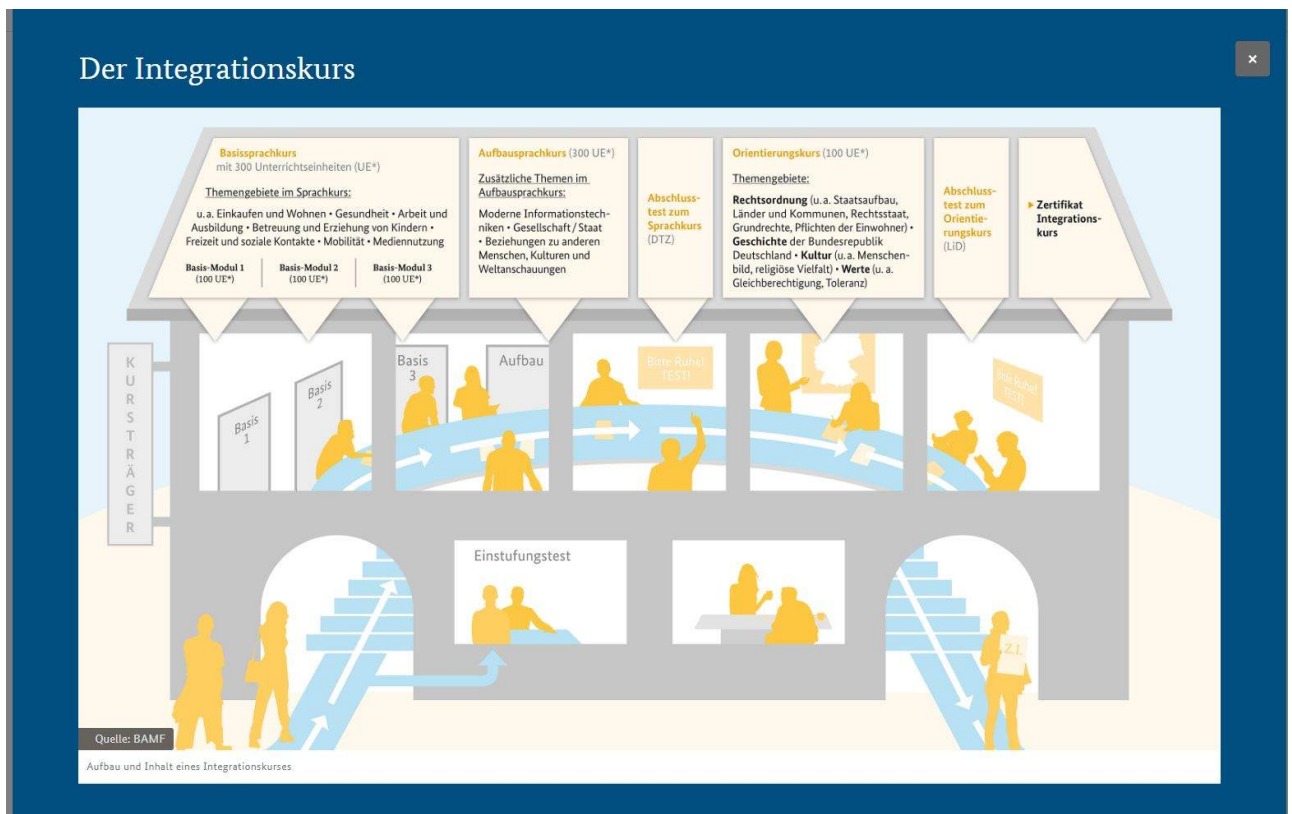 Der Integrationskurs
×
Basissprachkurs
mit 300 Unterrichtseinheiten (UE*)
Themengebiete im Sprachkurs:
u. a. Einkaufen und Wohnen • Gesundheit • Arbeit und
Ausbildung • Betreuung und Erziehung von Kindern •
Freizeit und soziale Kontakte • Mobilität • Mediennutzung
Basis-Modul 1
(100 UE*)
Basis-Modul 2
(100 UE*)
Basis-Modul 3
(100 UE*)
Aufbausprachkurs (300 UE*)
Zusätzliche Themen im
Aufbausprachkurs:
Moderne Informationstech-
niken • Gesellschaft / Staat
• Beziehungen zu anderen
Menschen, Kulturen und
Weltanschauungen
Abschluss-
test zum
Sprachkurs
(DTZ)
Orientierungskurs (100 UE*)
Themengebiete:
Rechtsordnung (u. a. Staatsaufbau,
Länder und Kommunen, Rechtsstaat,
Grundrechte, Pflichten der Einwohner) •
Geschichte der Bundesrepublik
Deutschland • Kultur (u. a. Menschen-
bild, religiöse Vielfalt) • Werte (u. a.
Gleichberechtigung, Toleranz)
Abschluss-
test zum
Orientie-
rungskurs
(LiD)
Zertifikat
Integrations-
kurs
KURSTRÄGER
Basis
1
Basis
2
Basis
3
Aufbau
Bitte Ruhe!
TEST!
Bitte Ruhe!
TEST!
Einstufungstest
Z.I.
Quelle: BAMF
Aufbau und Inhalt eines Integrationskurses